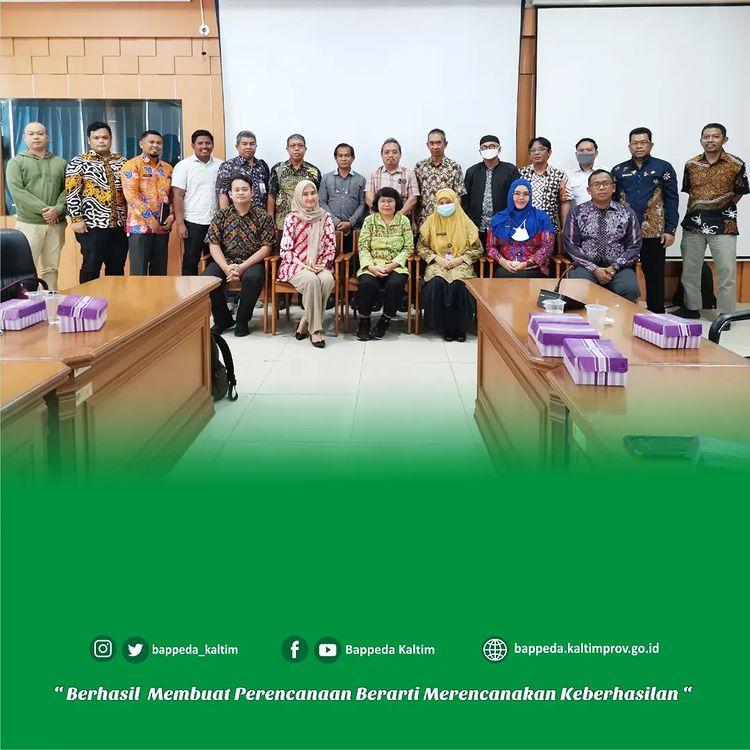 bappeda_kaltim
Bappeda Kaltim
bappeda.kaltimprov.go.id
“ Berhasil Membuat Perencanaan Berarti Merencanakan Keberhasilan “